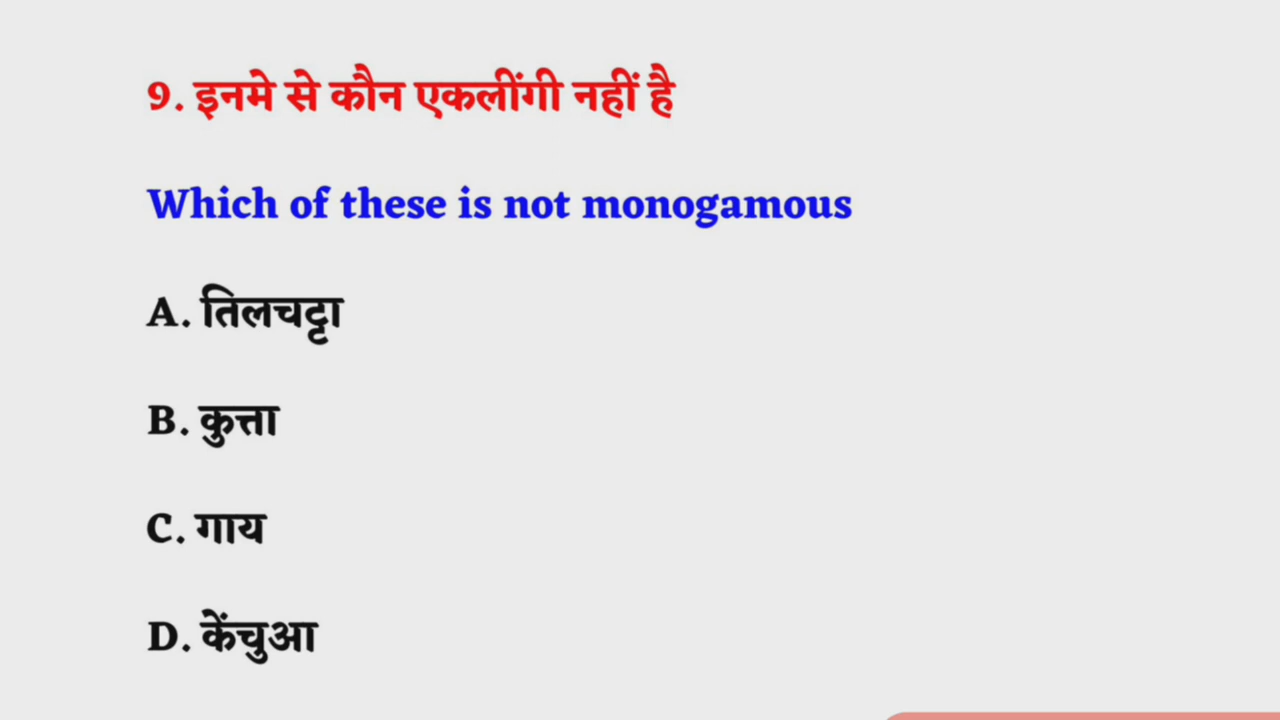 9. इनमे से कौन एकलींगी नहीं है
Which of these is not monogamous
A. तिलचट्टा
B. कुत्ता
C. गाय
D. केंचुआ